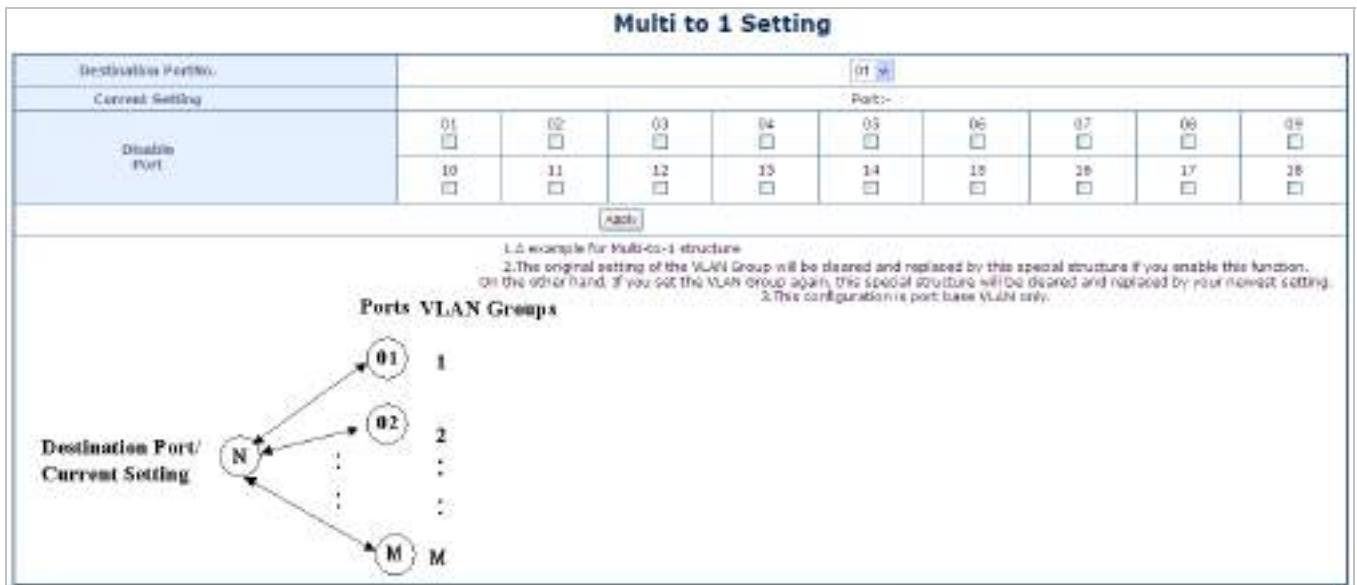 Multi to 1 Setting
Destination PortNo.
01
Current Setting
Port:-
Disable
Port
01 02 03 04 05 06 07 08 09
10 11 12 13 14 15 16 17 18
Apply
1.A example for Multi-to-1 structure
2.The original setting of the VLAN Group will be cleared and replaced by this special structure if you enable this function.
On the other hand, If you set the VLAN Group again, this special structure will be cleared and replaced by your newest setting.
3.This configuration is port base VLAN only.
Ports VLAN Groups
01 1
02 2
Destination Port/
Current Setting
N
M M